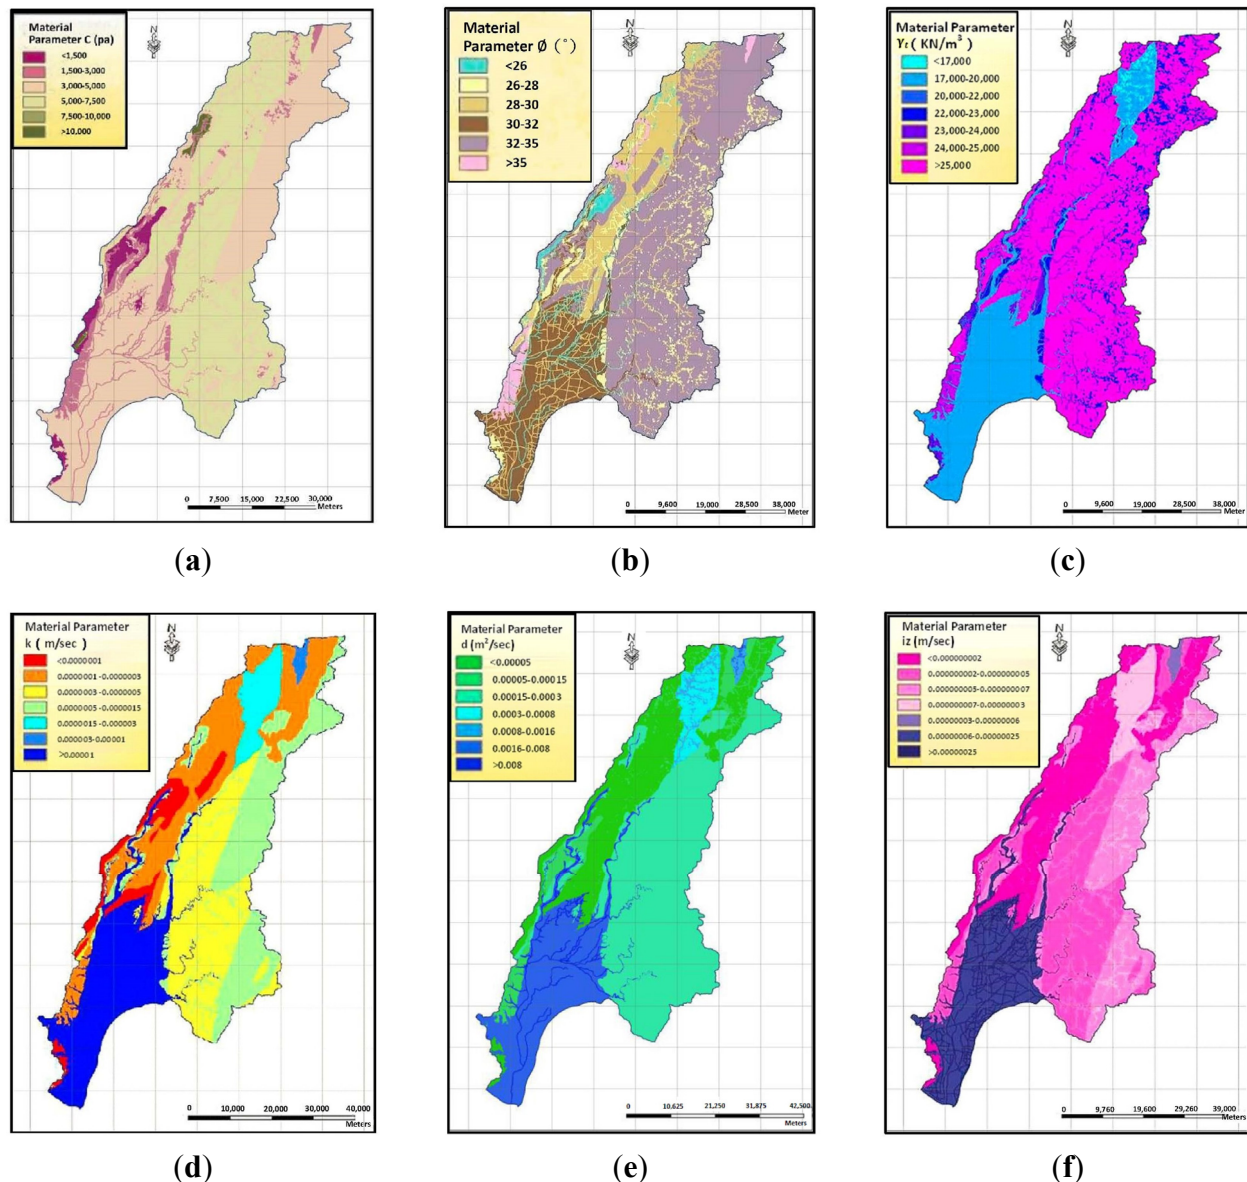 Material
Parameter C (pa)
<1,500
1,500-3,000
3,000-5,000
5,000-7,500
7,500-10,000
>10,000
N
0 7,500 15,000 22,500 30,000
Meters
(a)
Material
Parameter Ø (°)
<26
26-28
28-30
30-32
32-35
>35
N
0 9,600 19,000 28,500 38,000
Meter
(b)
Material Parameter
γt ( KN/m³ )
<17,000
17,000-20,000
20,000-22,000
22,000-23,000
23,000-24,000
24,000-25,000
>25,000
N
0 9,600 19,000 28,500 38,000
Meter
(c)
Material Parameter
k ( m/sec )
<0.0000001
0.0000001-0.0000003
0.0000003-0.0000005
0.0000005-0.0000015
0.0000015-0.000003
0.000003-0.00001
>0.00001
N
0 10,000 20,000 30,000 40,000
Meters
(d)
Material Parameter
d (m²/sec)
<0.00005
0.00005-0.00015
0.00015-0.0003
0.0003-0.0008
0.0008-0.0016
0.0016-0.008
>0.008
N
0 10,625 21,250 31,875 42,500
Meters
(e)
Material Parameter
iz (m/sec)
<0.000000002
0.000000002-0.000000005
0.000000005-0.000000007
0.000000007-0.00000003
0.00000003-0.00000006
0.00000006-0.00000025
>0.00000025
N
0 9,760 19,600 29,260 39,000
Meters
(f)